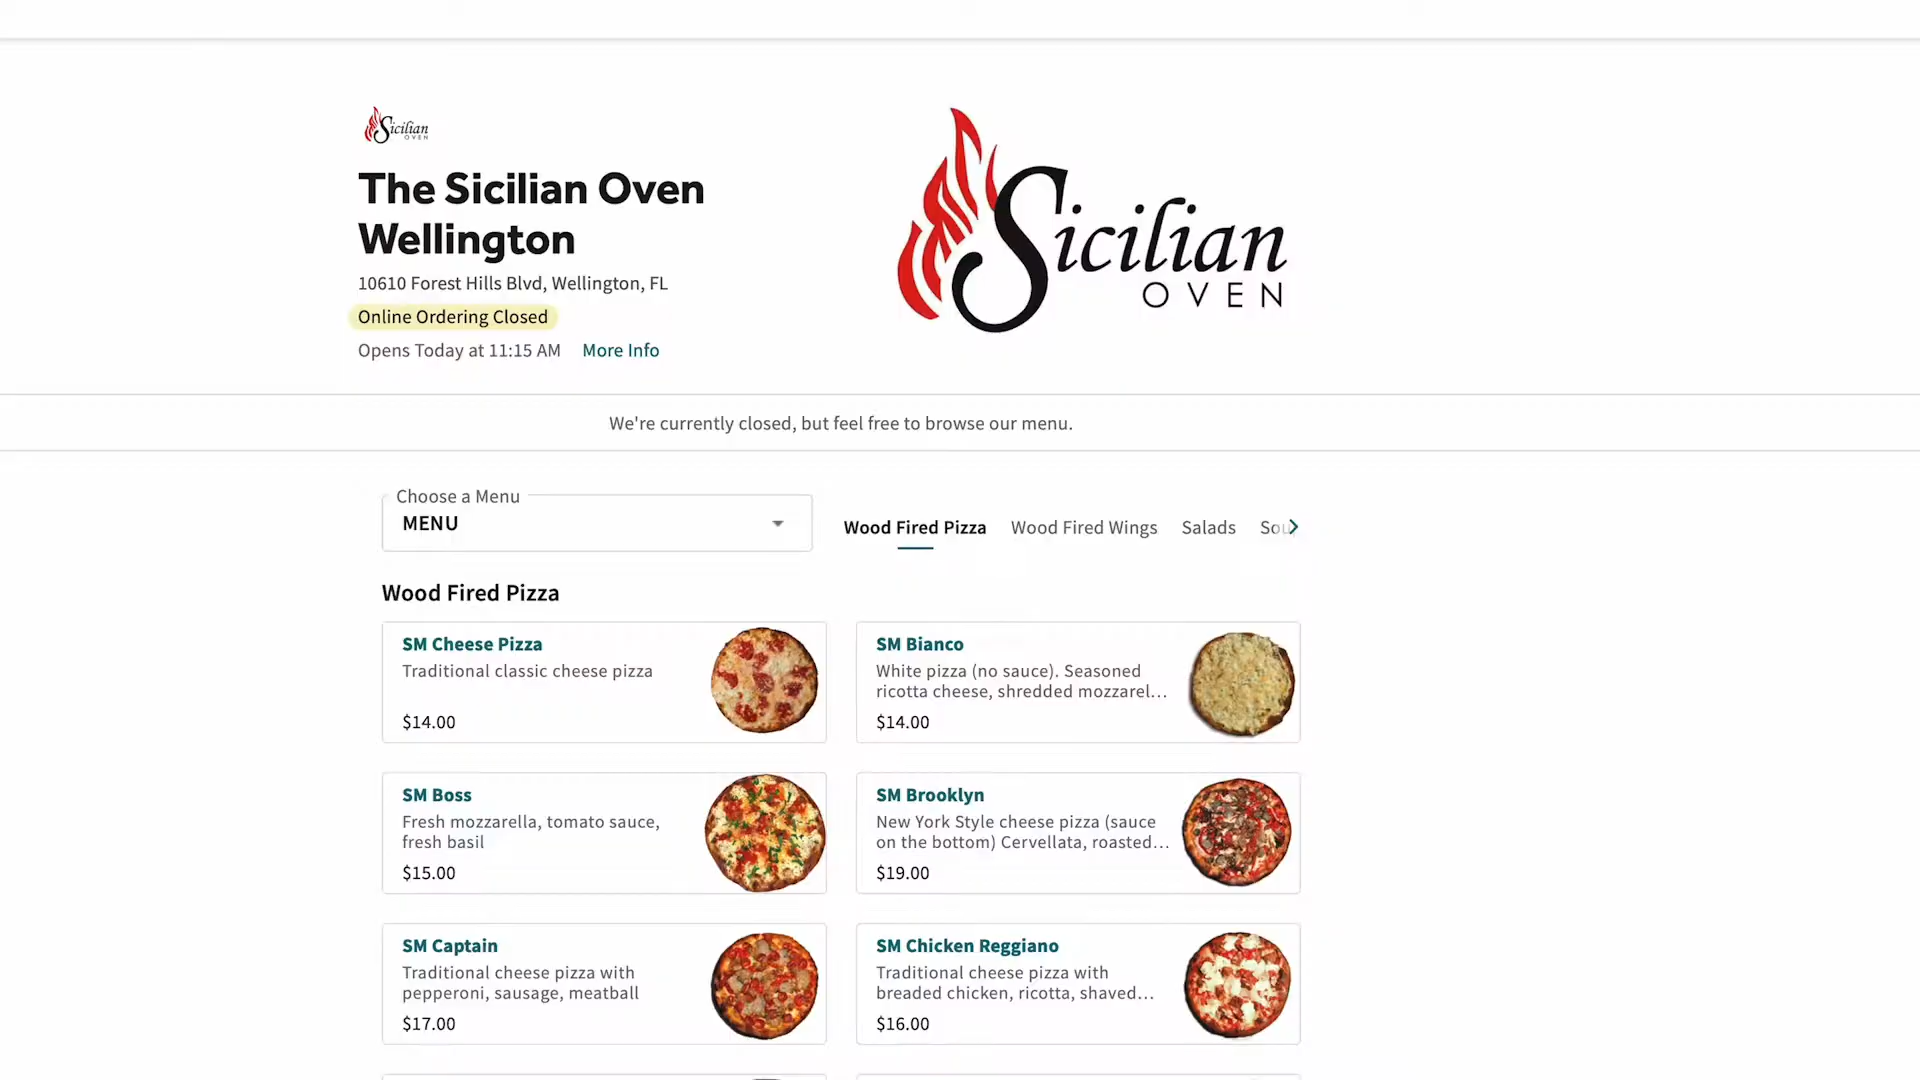 Sicilian
OVEN
The Sicilian Oven
Wellington
10610 Forest Hills Blvd, Wellington, FL
Online Ordering Closed
Opens Today at 11:15 AM More Info
Sicilian
OVEN
We're currently closed, but feel free to browse our menu.
Choose a Menu
MENU
Wood Fired Pizza Wood Fired Wings Salads Sou
Wood Fired Pizza
SM Cheese Pizza
Traditional classic cheese pizza
$14.00
SM Bianco
White pizza (no sauce). Seasoned
ricotta cheese, shredded mozzarel...
$14.00
SM Boss
Fresh mozzarella, tomato sauce,
fresh basil
$15.00
SM Brooklyn
New York Style cheese pizza (sauce
on the bottom) Cervellata, roasted...
$19.00
SM Captain
Traditional cheese pizza with
pepperoni, sausage, meatball
$17.00
SM Chicken Reggiano
Traditional cheese pizza with
breaded chicken, ricotta, shaved...
$16.00